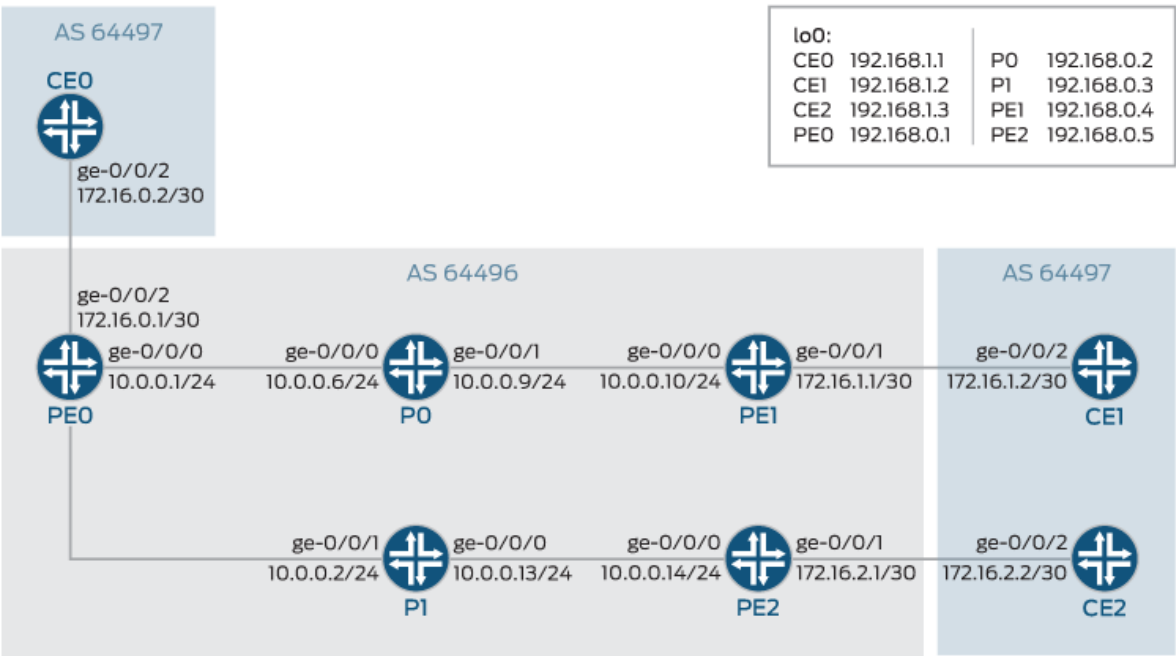 AS 64497
CE0
ge-0/0/2
172.16.0.2/30
lo0:
CE0 192.168.1.1 P0 192.168.0.2
CE1 192.168.1.2 P1 192.168.0.3
CE2 192.168.1.3 PE1 192.168.0.4
PE0 192.168.0.1 PE2 192.168.0.5
AS 64496
AS 64497
ge-0/0/2
172.16.0.1/30
ge-0/0/0 ge-0/0/0 ge-0/0/1 ge-0/0/0 ge-0/0/1 ge-0/0/2
10.0.0.1/24 10.0.0.6/24 10.0.0.9/24 10.0.0.10/24 172.16.1.1/30 172.16.1.2/30
PE0 P0 PE1 CE1
ge-0/0/1 ge-0/0/0 ge-0/0/0 ge-0/0/1 ge-0/0/2
10.0.0.2/24 10.0.0.13/24 10.0.0.14/24 172.16.2.1/30 172.16.2.2/30
P1 PE2 CE2